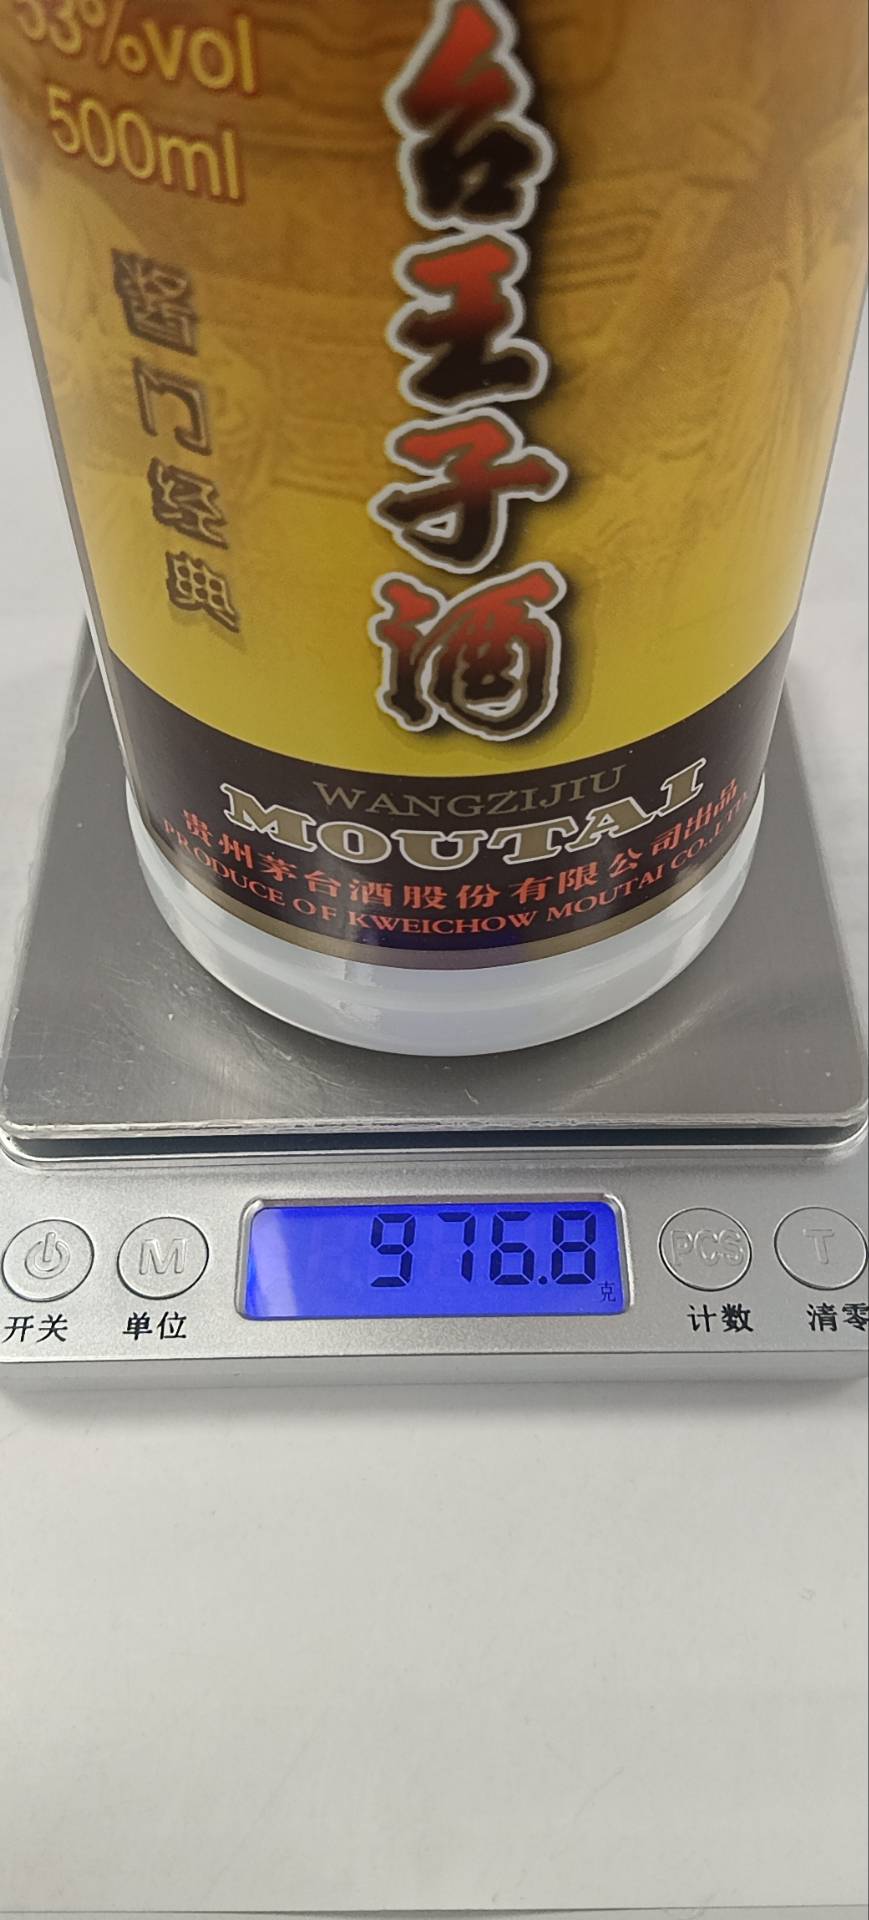 53%vol
500ml
酱门经典
台王子酒
WANGZIJIU
MOUTAI
贵州茅台酒股份有限公司出品
PRODUCE OF KWEICHOW MOUTAI CO.,LTD.
976.8
克
M
PCS
T
开关
单位
计数
清零